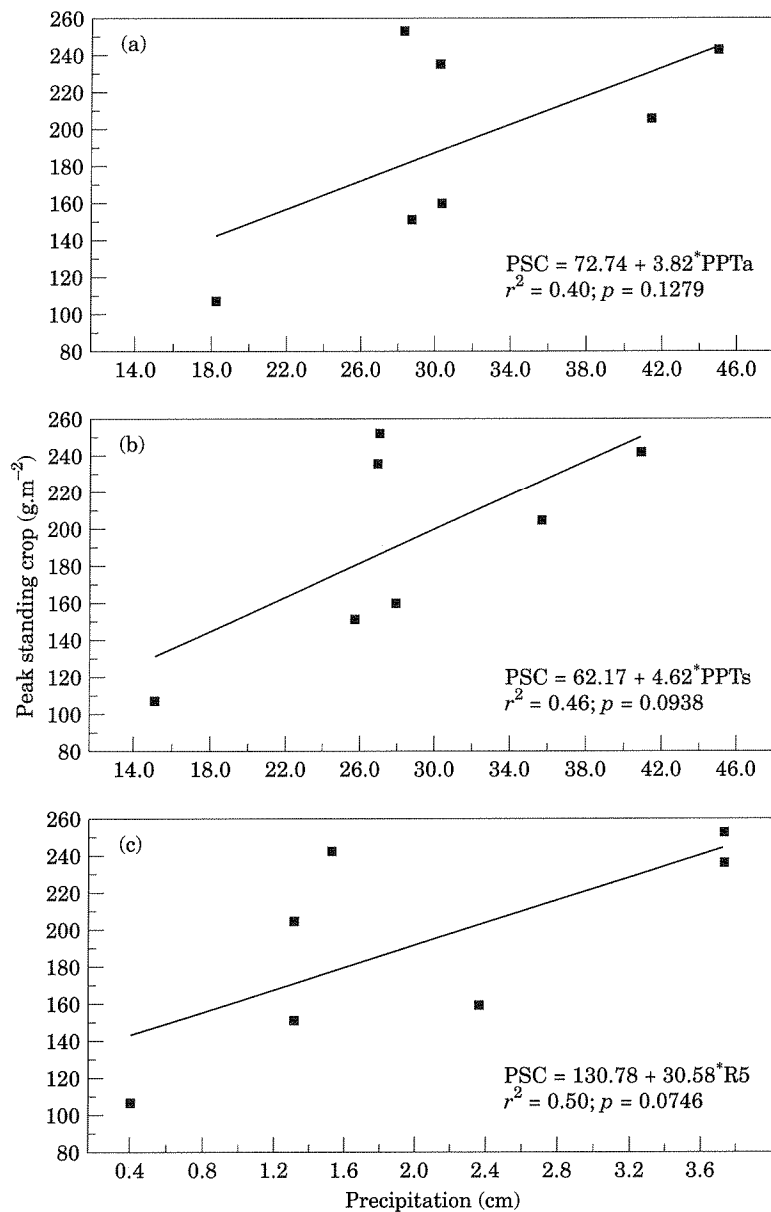 260
240
220
200
180
160
140
120
100
80
(a)
PSC = 72.74 + 3.82*PPTa
r² = 0.40; p = 0.1279
14.0 18.0 22.0 26.0 30.0 34.0 38.0 42.0 46.0
Peak standing crop (g.m⁻²)
260
240
220
200
180
160
140
120
100
80
(b)
PSC = 62.17 + 4.62*PPTs
r² = 0.46; p = 0.0938
14.0 18.0 22.0 26.0 30.0 34.0 38.0 42.0 46.0
260
240
220
200
180
160
140
120
100
80
(c)
PSC = 130.78 + 30.58*R5
r² = 0.50; p = 0.0746
0.4 0.8 1.2 1.6 2.0 2.4 2.8 3.2 3.6
Precipitation (cm)